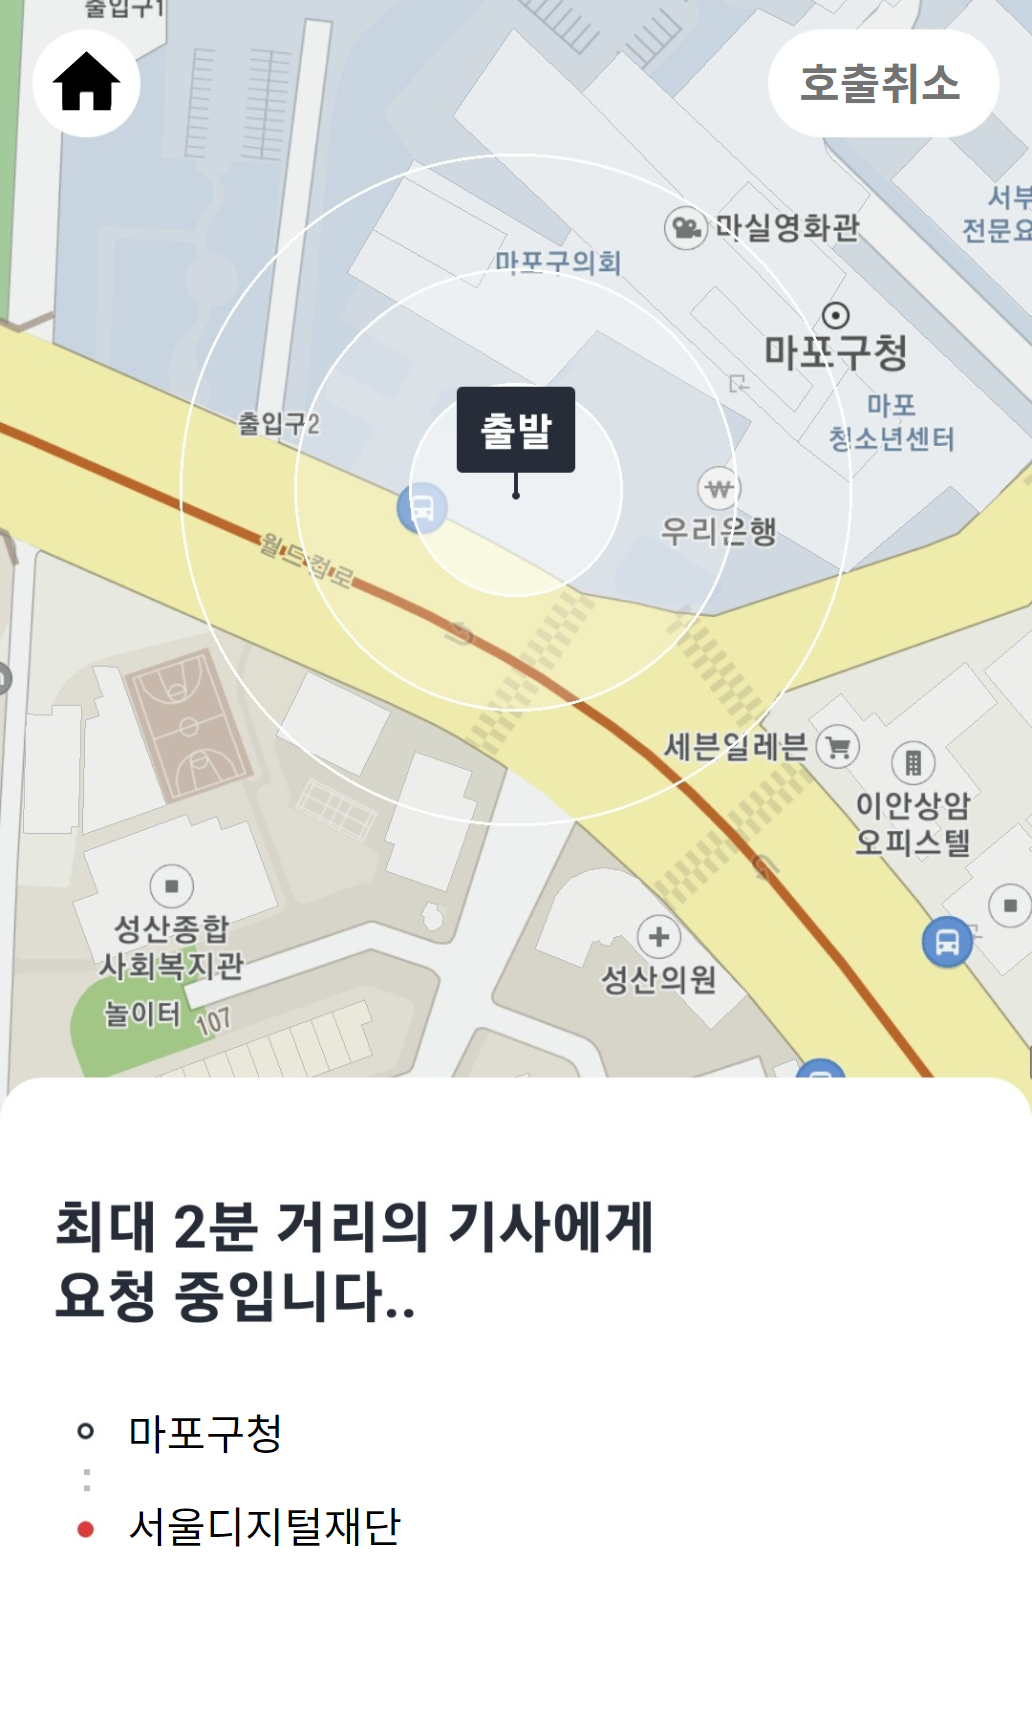 출입구1
호출취소
서부
전문요
마실영화관
마포구의회
마포구청
마포
청소년센터
출입구2
출발
우리은행
월드컵로
세븐일레븐
이안상암
오피스텔
성산종합
사회복지관
놀이터
107
성산의원
최대 2분 거리의 기사에게
요청 중입니다..
마포구청
서울디지털재단